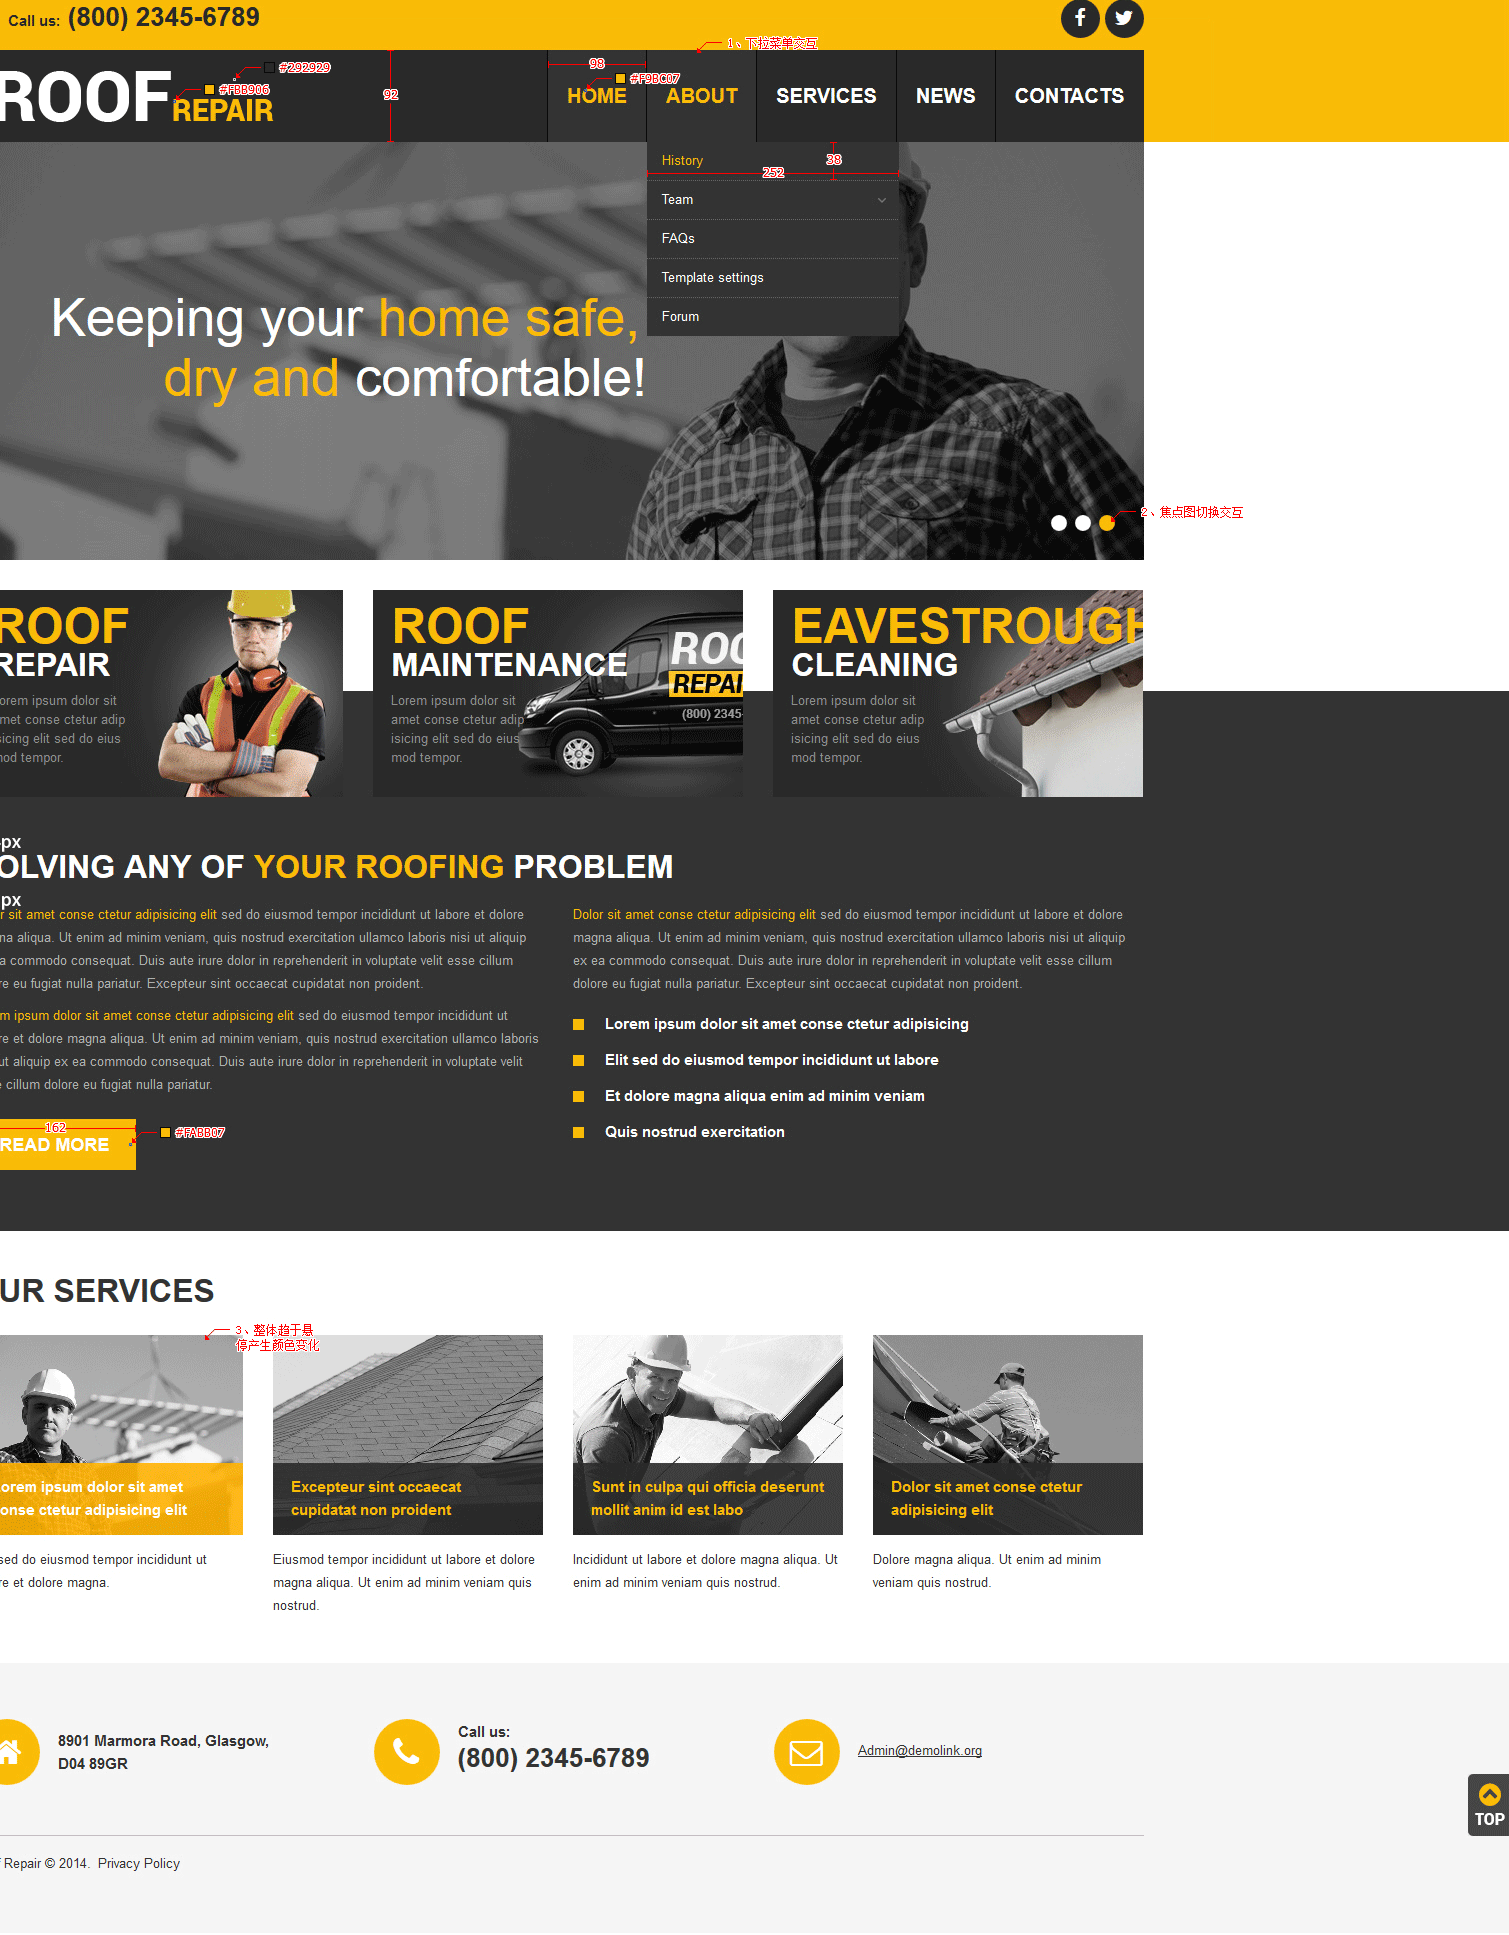 Call us: (800) 2345-6789
1、下拉菜单交互
ROOF
REPAIR
#292929
#FBB906
92
98
#F9BC07
HOME
ABOUT
SERVICES
NEWS
CONTACTS
History
38
252
Team
FAQs
Template settings
Forum
Keeping your home safe,
dry and comfortable!
2、焦点图切换交互
ROOF
REPAIR
orem ipsum dolor sit
met conse ctetur adip
sicing elit sed do eius
mod tempor.
ROOF
MAINTENANCE
Lorem ipsum dolor sit
amet conse ctetur adip
isicing elit sed do eius
mod tempor.
ROO
REPAI
(800) 2345-
EAVESTROUGH
CLEANING
Lorem ipsum dolor sit
amet conse ctetur adip
isicing elit sed do eius
mod tempor.
px
OLVING ANY OF YOUR ROOFING PROBLEM
px
r sit amet conse ctetur adipisicing elit sed do eiusmod tempor incididunt ut labore et dolore
na aliqua. Ut enim ad minim veniam, quis nostrud exercitation ullamco laboris nisi ut aliquip
a commodo consequat. Duis aute irure dolor in reprehenderit in voluptate velit esse cillum
re eu fugiat nulla pariatur. Excepteur sint occaecat cupidatat non proident.
m ipsum dolor sit amet conse ctetur adipisicing elit sed do eiusmod tempor incididunt ut
re et dolore magna aliqua. Ut enim ad minim veniam, quis nostrud exercitation ullamco laboris
ut aliquip ex ea commodo consequat. Duis aute irure dolor in reprehenderit in voluptate velit
e cillum dolore eu fugiat nulla pariatur.
162
READ MORE
#FABB07
Dolor sit amet conse ctetur adipisicing elit sed do eiusmod tempor incididunt ut labore et dolore
magna aliqua. Ut enim ad minim veniam, quis nostrud exercitation ullamco laboris nisi ut aliquip
ex ea commodo consequat. Duis aute irure dolor in reprehenderit in voluptate velit esse cillum
dolore eu fugiat nulla pariatur. Excepteur sint occaecat cupidatat non proident.
Lorem ipsum dolor sit amet conse ctetur adipisicing
Elit sed do eiusmod tempor incididunt ut labore
Et dolore magna aliqua enim ad minim veniam
Quis nostrud exercitation
UR SERVICES
3、整体趋于悬
停产生颜色变化
orem ipsum dolor sit amet
onse ctetur adipisicing elit
sed do eiusmod tempor incididunt ut
re et dolore magna.
Excepteur sint occaecat
cupidatat non proident
Eiusmod tempor incididunt ut labore et dolore
magna aliqua. Ut enim ad minim veniam quis
nostrud.
Sunt in culpa qui officia deserunt
mollit anim id est labo
Incididunt ut labore et dolore magna aliqua. Ut
enim ad minim veniam quis nostrud.
Dolor sit amet conse ctetur
adipisicing elit
Dolore magna aliqua. Ut enim ad minim
veniam quis nostrud.
8901 Marmora Road, Glasgow,
D04 89GR
Call us:
(800) 2345-6789
Admin@demolink.org
TOP
f Repair © 2014. Privacy Policy